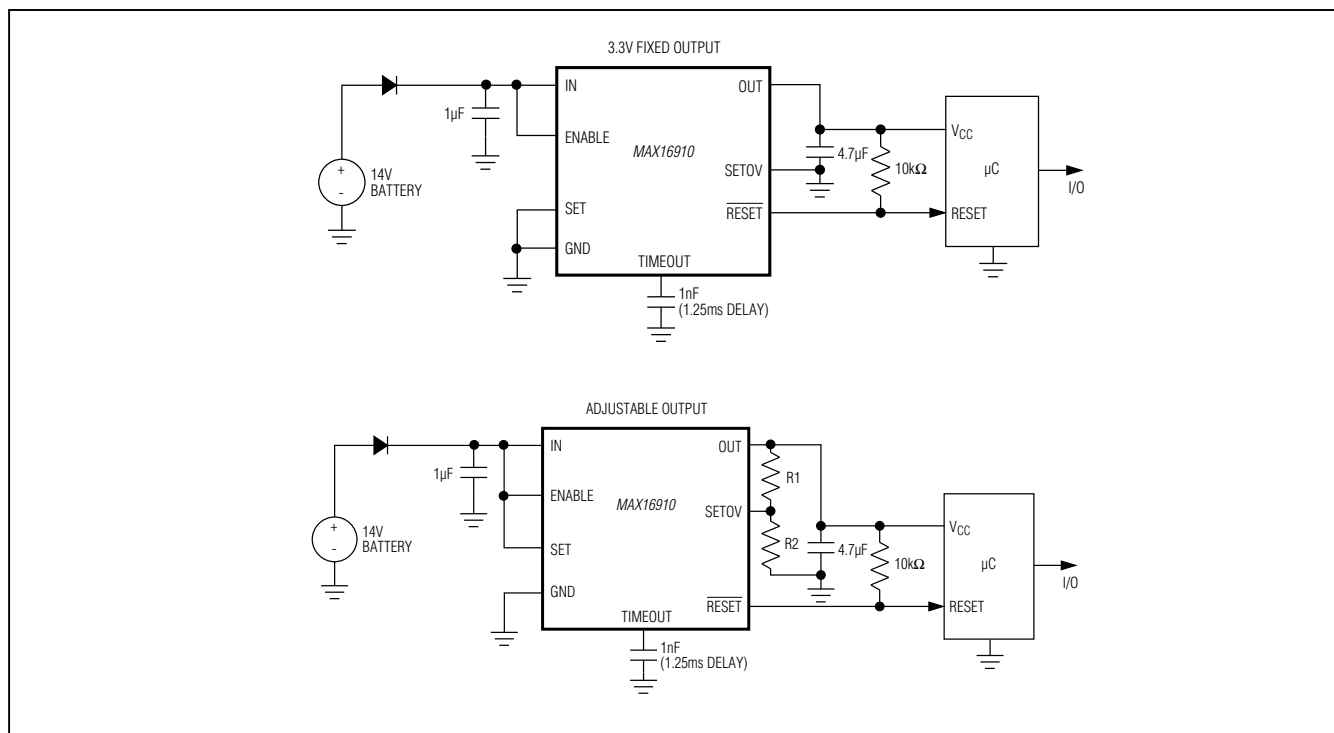 3.3V FIXED OUTPUT
IN
OUT
1µF
ENABLE
MAX16910
VCC
4.7µF
10kΩ
µC
14V
BATTERY
+
-
SETOV
I/O
SET
RESET
RESET
GND
TIMEOUT
1nF
(1.25ms DELAY)
ADJUSTABLE OUTPUT
IN
OUT
1µF
R1
ENABLE
MAX16910
SETOV
VCC
14V
BATTERY
+
-
R2
4.7µF
10kΩ
µC
SET
I/O
GND
RESET
RESET
TIMEOUT
1nF
(1.25ms DELAY)